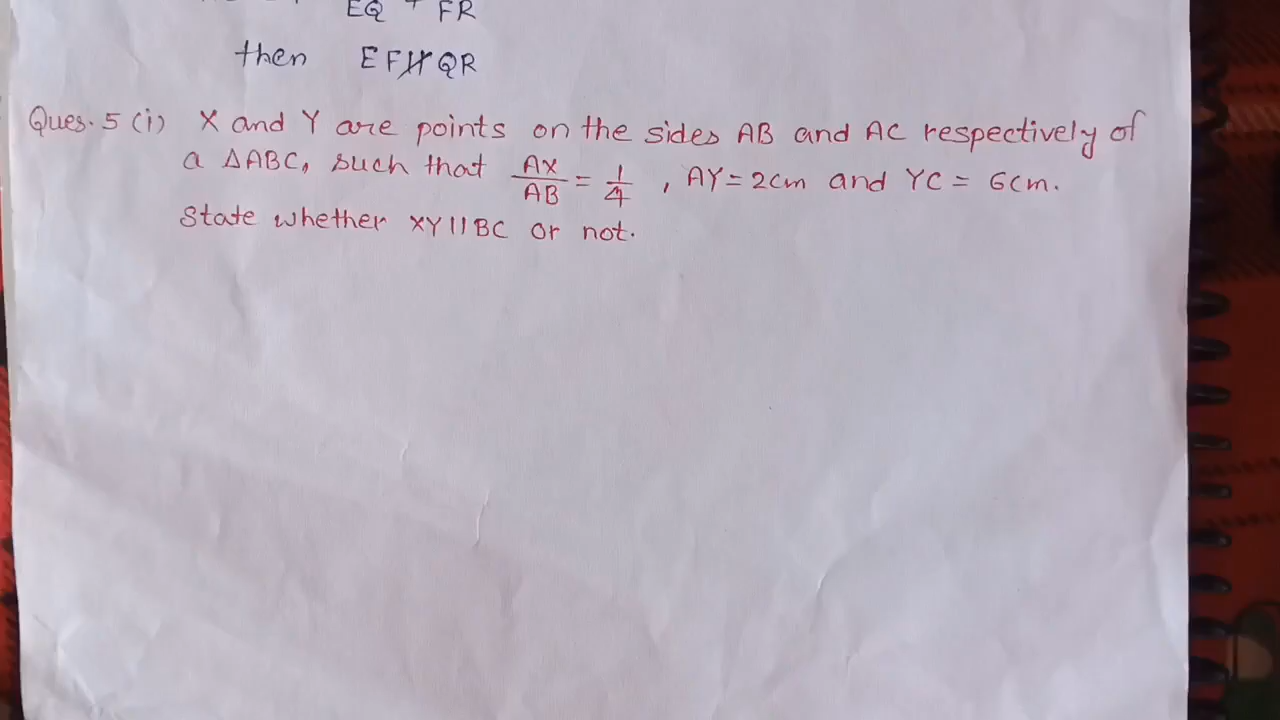 EQ FR
then EF∦QR
Ques. 5 (i) X and Y are points on the sides AB and AC respectively of
a ΔABC, such that AX/AB = 1/4 , AY = 2cm and YC = 6cm.
State whether XY||BC or not.